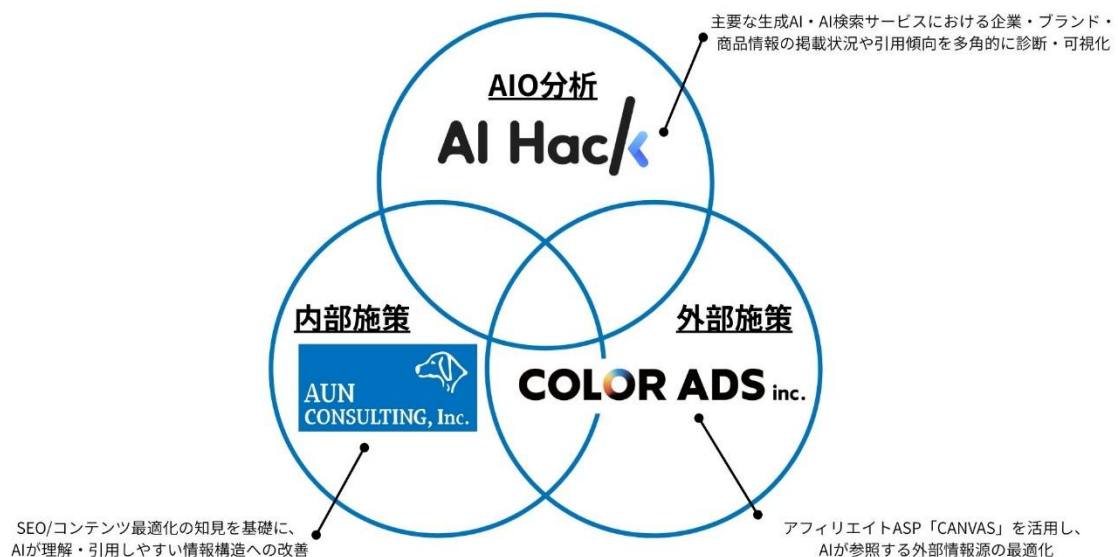 主要な生成AI・AI検索サービスにおける企業・ブランド・
商品情報の掲載状況や引用傾向を多角的に診断・可視化
AIO分析
AI Hack
内部施策
AUN
CONSULTING, Inc.
外部施策
COLOR ADS inc.
SEO/コンテンツ最適化の知見を基礎に、
AIが理解・引用しやすい情報構造への改善
アフィリエイトASP「CANVAS」を活用し、
AIが参照する外部情報源の最適化